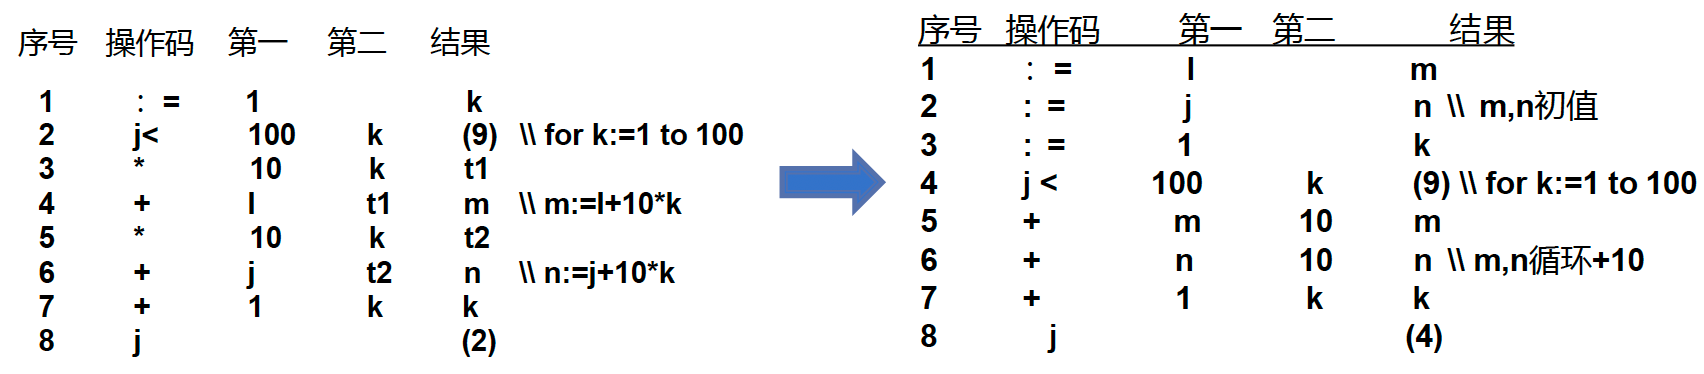 序号 操作码 第一 第二 结果
1 : = 1 k
2 j< 100 k (9) \\ for k:=1 to 100
3 * 10 k t1
4 + l t1 m \\ m:=l+10*k
5 * 10 k t2
6 + j t2 n \\ n:=j+10*k
7 + 1 k k
8 j (2)
序号 操作码 第一 第二 结果
1 : = l m
2 : = j n \\ m,n初值
3 : = 1 k
4 j < 100 k (9) \\ for k:=1 to 100
5 + m 10 m
6 + n 10 n \\ m,n循环+10
7 + 1 k k
8 j (4)